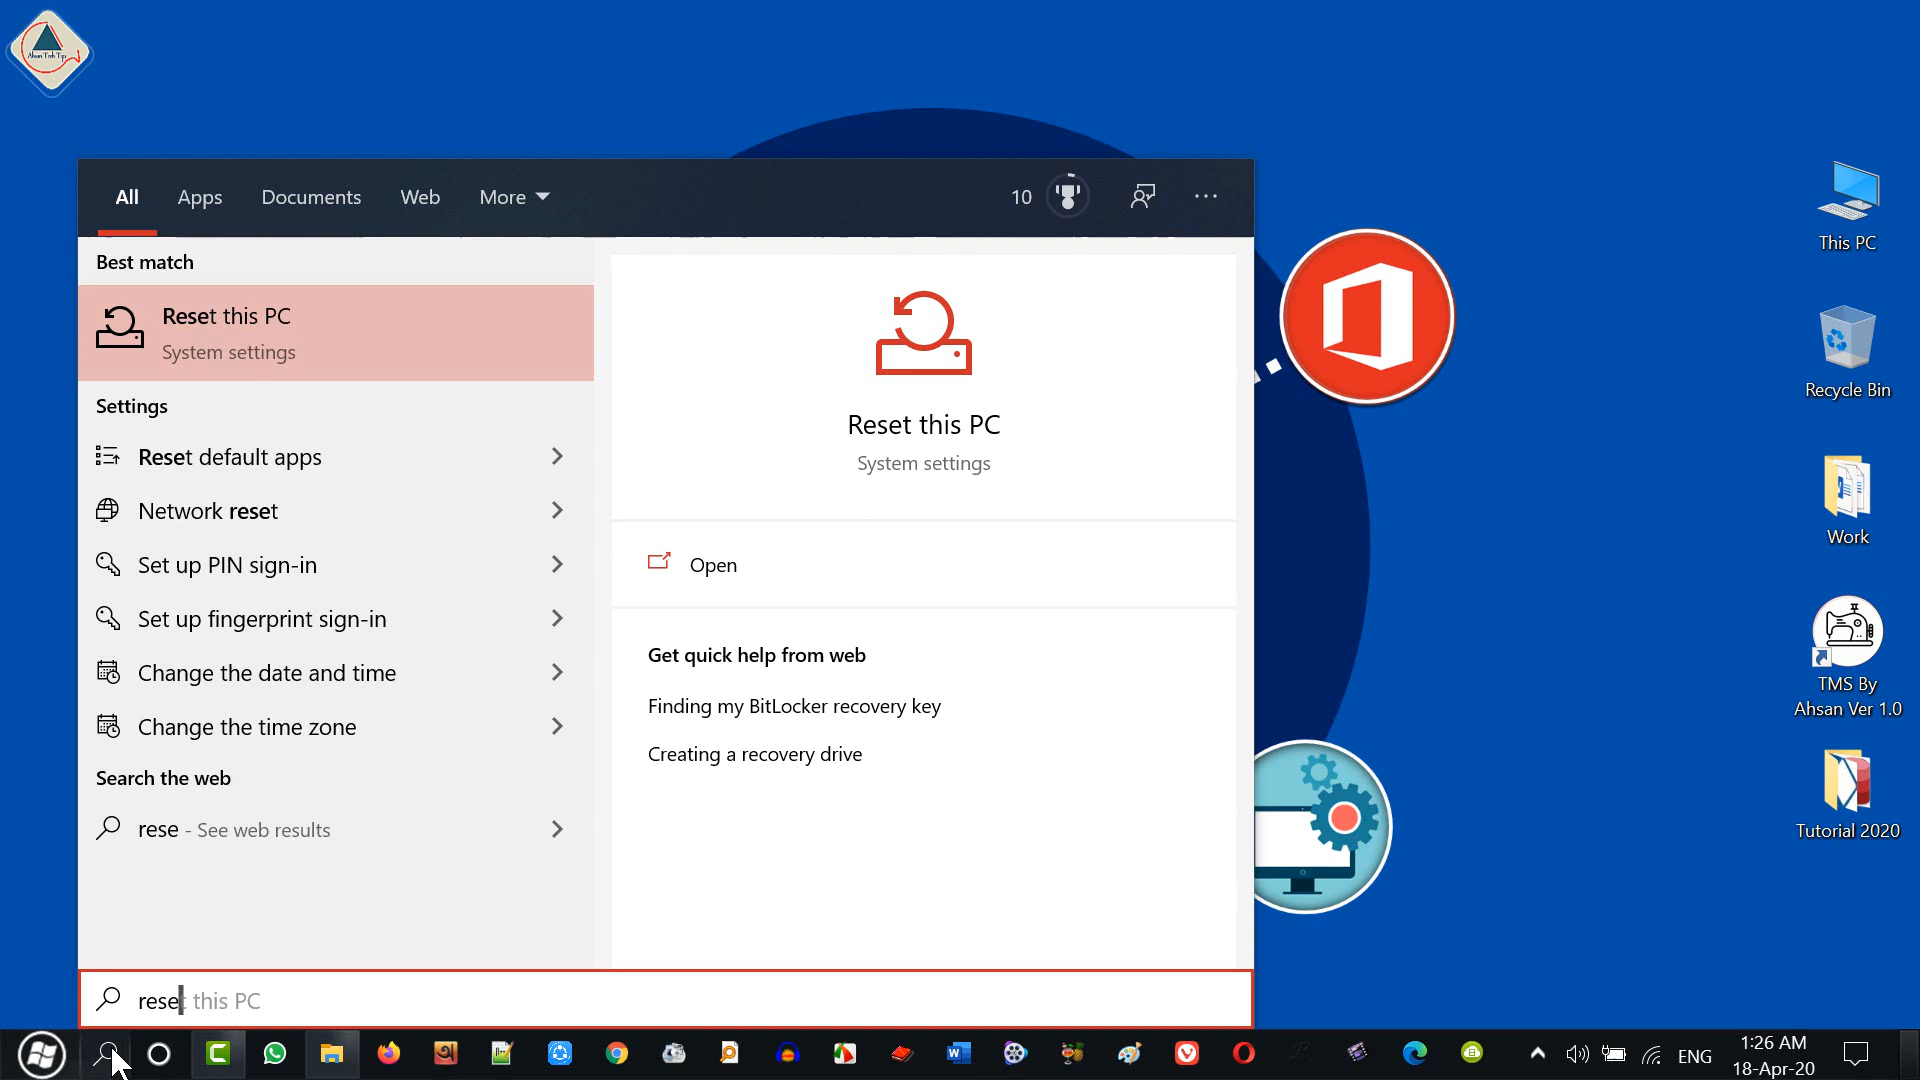 Ahsan Tech Tips
All Apps Documents Web More 10
Best match
Reset this PC
System settings
Settings
Reset default apps
Network reset
Set up PIN sign-in
Set up fingerprint sign-in
Change the date and time
Change the time zone
Search the web
rese - See web results
Reset this PC
System settings
Open
Get quick help from web
Finding my BitLocker recovery key
Creating a recovery drive
reset this PC
This PC
Recycle Bin
Work
TMS By
Ahsan Ver 1.0
Tutorial 2020
ENG
1:26 AM
18-Apr-20